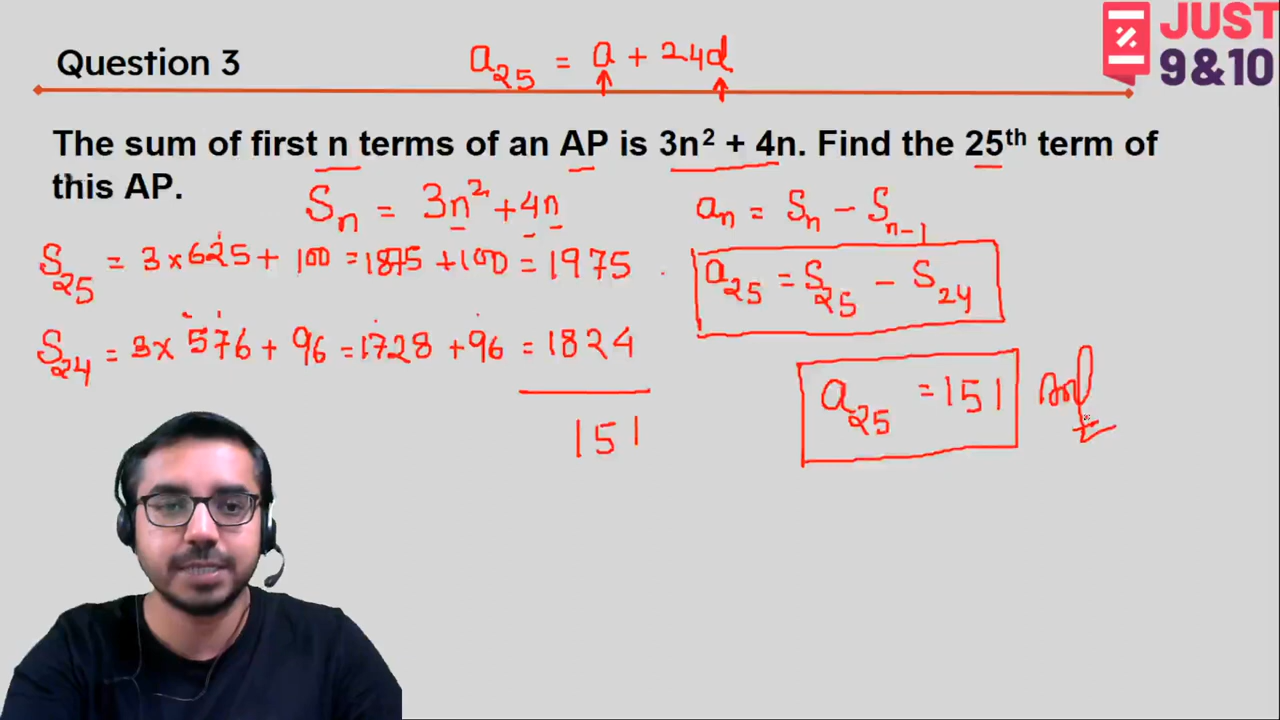 JUST
9&10
Question 3
a₂₅ = a + 24d
The sum of first n terms of an AP is 3n² + 4n. Find the 25ᵗʰ term of
this AP.
Sₙ = 3n² + 4n
aₙ = Sₙ - Sₙ₋₁
S₂₅ = 3 × 625 + 100 = 1875 + 100 = 1975
a₂₅ = S₂₅ - S₂₄
S₂₄ = 3 × 576 + 96 = 1728 + 96 = 1824
151
a₂₅ = 151